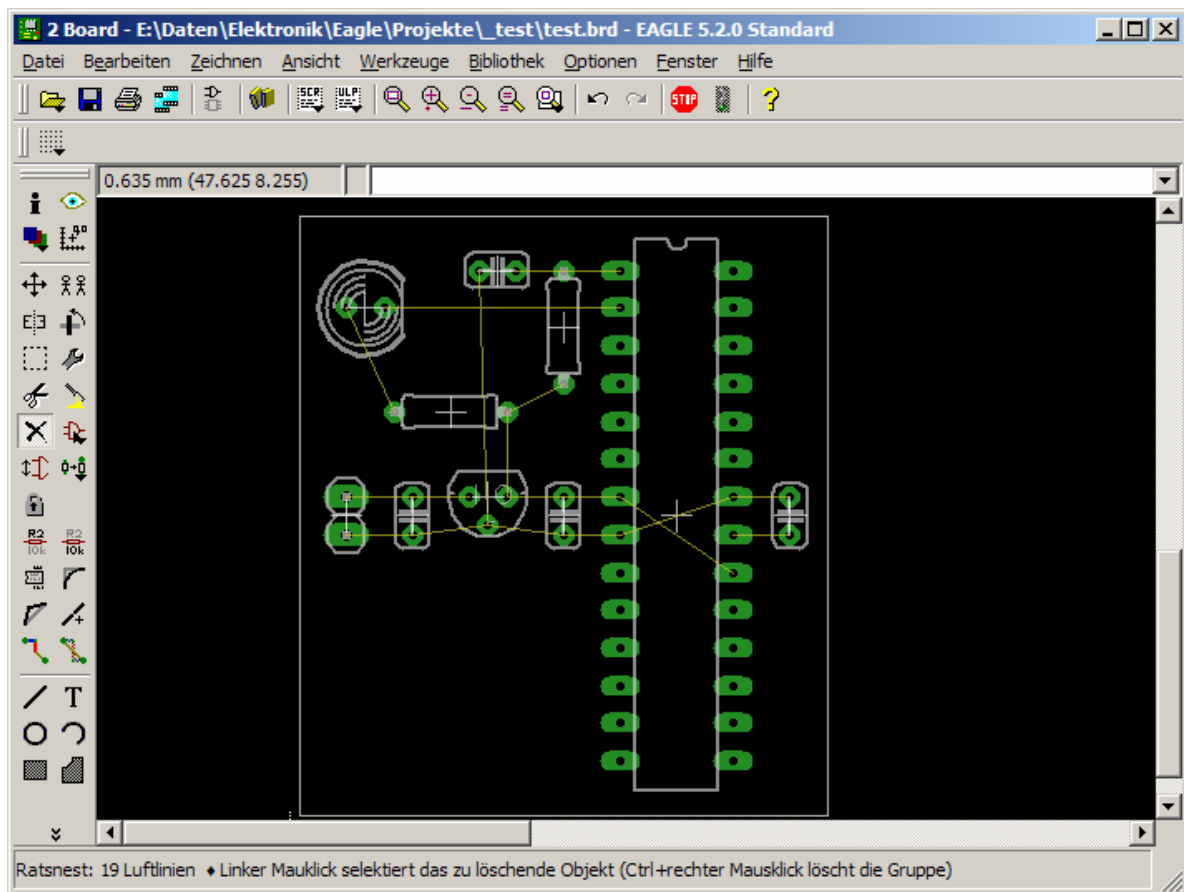 2 Board - E:\Daten\Elektronik\Eagle\Projekte\_test\test.brd - EAGLE 5.2.0 Standard
Datei Bearbeiten Zeichnen Ansicht Werkzeuge Bibliothek Optionen Fenster Hilfe
SCR ULP STOP ?
0.635 mm (47.625 8.255)
i
R2 R2
10k 10k
T
Ratsnest: 19 Luftlinien ♦ Linker Mauklick selektiert das zu löschende Objekt (Ctrl+rechter Mausklick löscht die Gruppe)